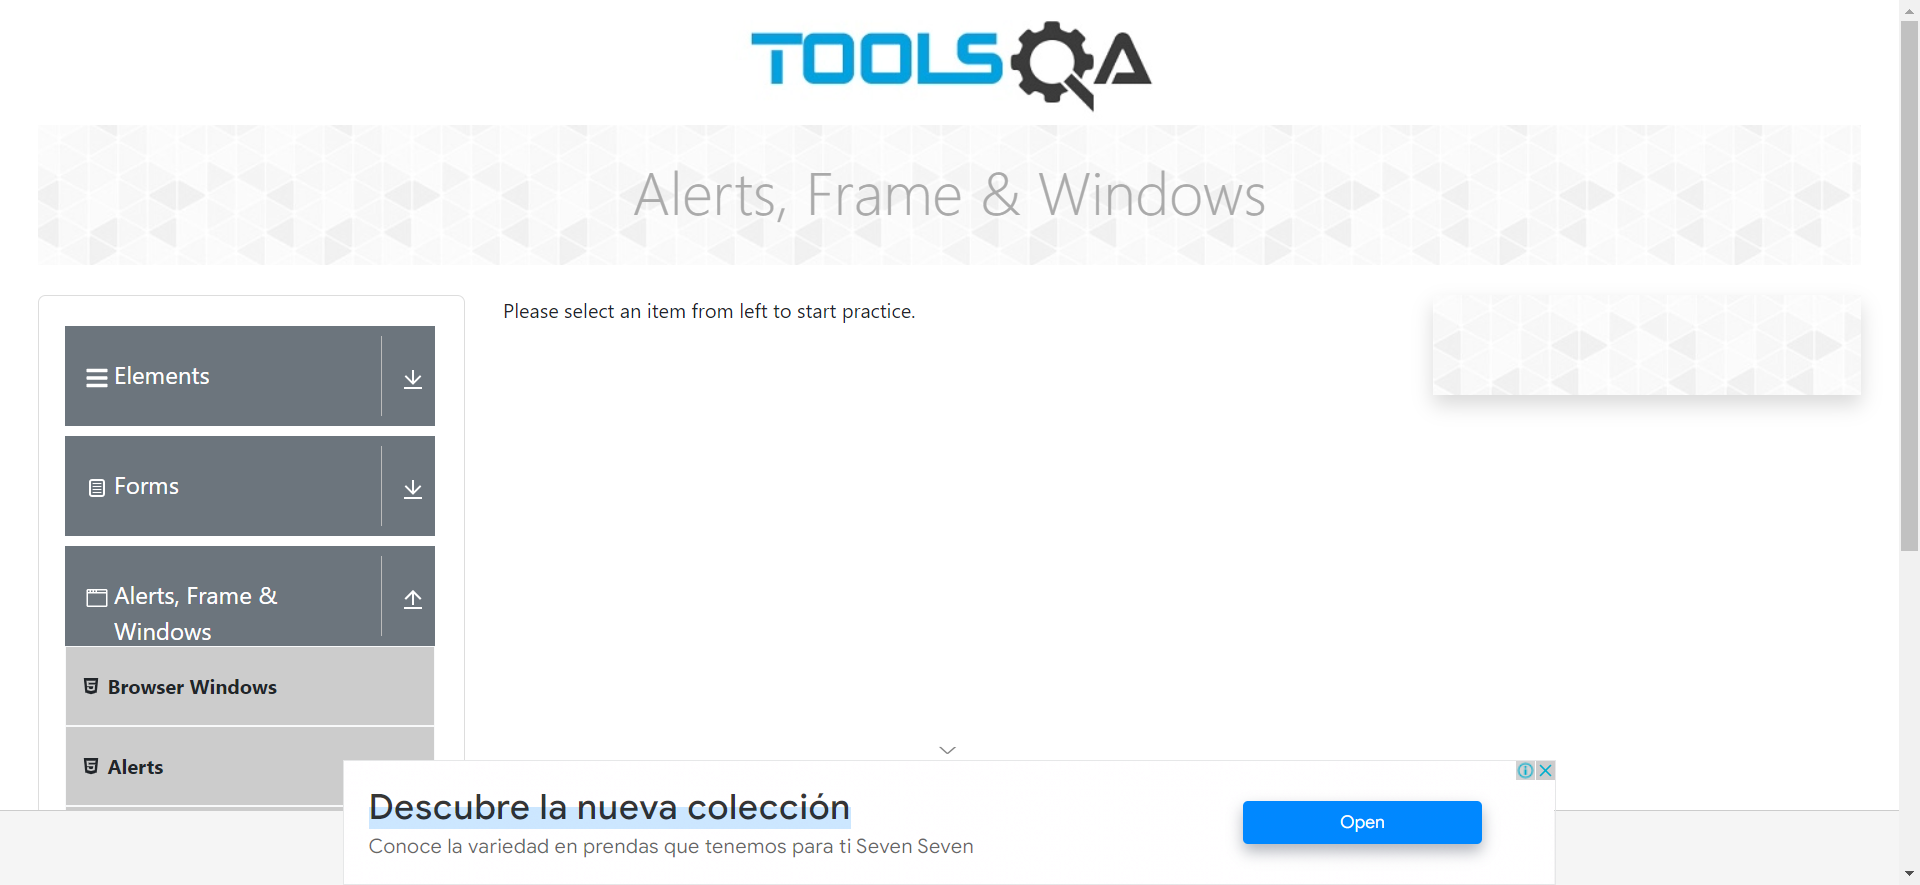 TOOLSQA
Alerts, Frame & Windows
Please select an item from left to start practice.
Elements
Forms
Alerts, Frame &
Windows
Browser Windows
Alerts
Descubre la nueva colección
Conoce la variedad en prendas que tenemos para ti Seven Seven
Open